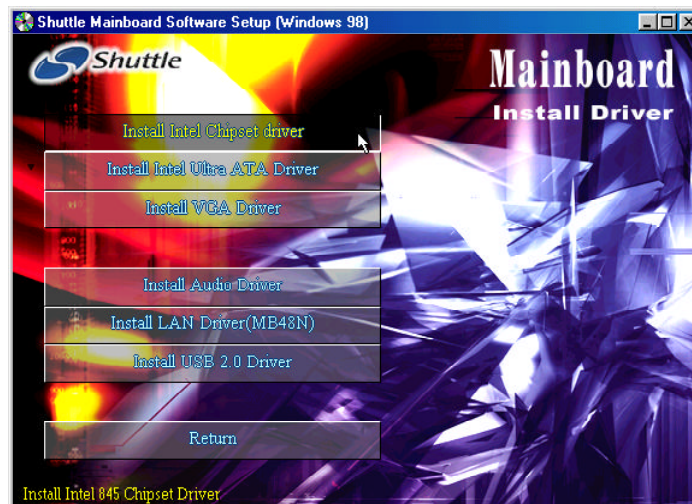 Shuttle Mainboard Software Setup (Windows 98)
Shuttle
Mainboard
Install Driver
Install Intel Chipset driver
Install Intel Ultra ATA Driver
Install VGA Driver
Install Audio Driver
Install LAN Driver(MB48N)
Install USB 2.0 Driver
Return
Install Intel 845 Chipset Driver